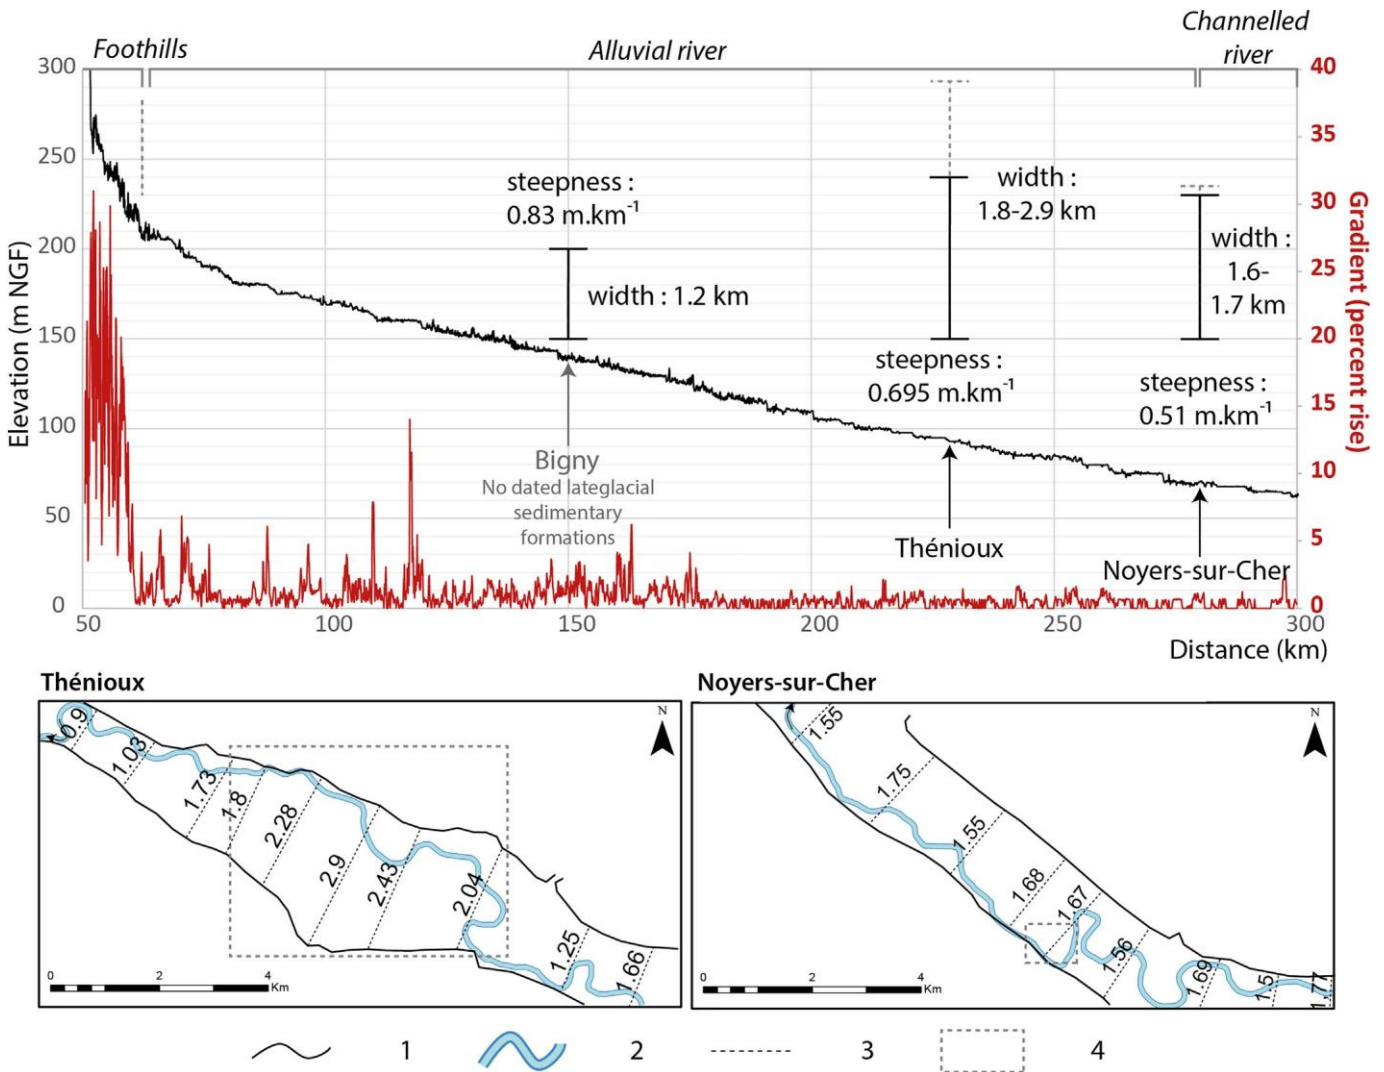 Foothills
Alluvial river
Channelled
river
300
250
200
150
100
50
0
Elevation (m NGF)
40
35
30
25
20
15
10
5
0
Gradient (percent rise)
steepness :
0.83 m.km⁻¹
width : 1.2 km
width :
1.8-2.9 km
steepness :
0.695 m.km⁻¹
width :
1.6-
1.7 km
steepness :
0.51 m.km⁻¹
Bigny
No dated lateglacial
sedimentary
formations
Thénioux
Noyers-sur-Cher
50 100 150 200 250 300
Distance (km)
Thénioux
N
0.9
1.03
1.73
1.8
2.28
2.9
2.43
2.04
1.25
1.66
0 2 4 Km
Noyers-sur-Cher
N
1.55
1.75
1.55
1.68
1.67
1.56
1.69
1.5
1.77
0 2 4 Km
1 2 3 4